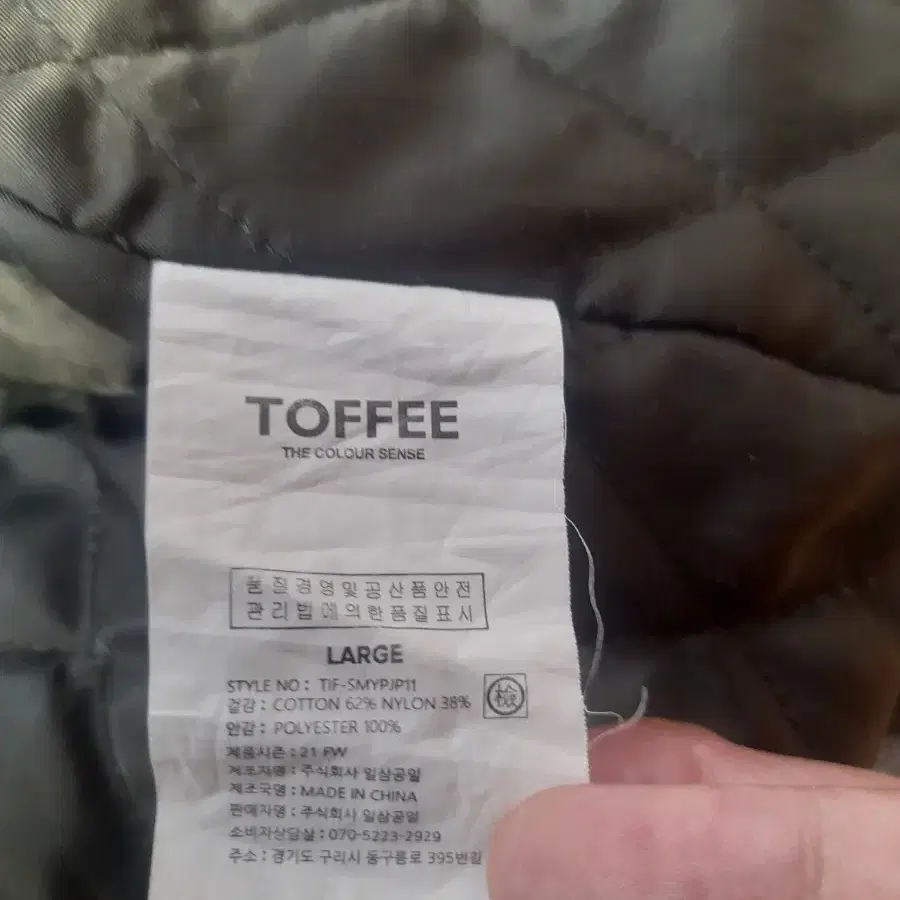 TOFFEE
THE COLOUR SENSE
품질경영및공산품안전
관리법에의한품질표시
LARGE
STYLE NO : TIF-SMYPJP11
겉감 : COTTON 62% NYLON 38%
檢
안감 : POLYESTER 100%
제품시즌 : 21 FW
제조자명 : 주식회사 일삼공일
제조국명 : MADE IN CHINA
판매자명 : 주식회사 일삼공일
소비자상담실 : 070-5223-2929
주소 : 경기도 구리시 동구릉로 395번길